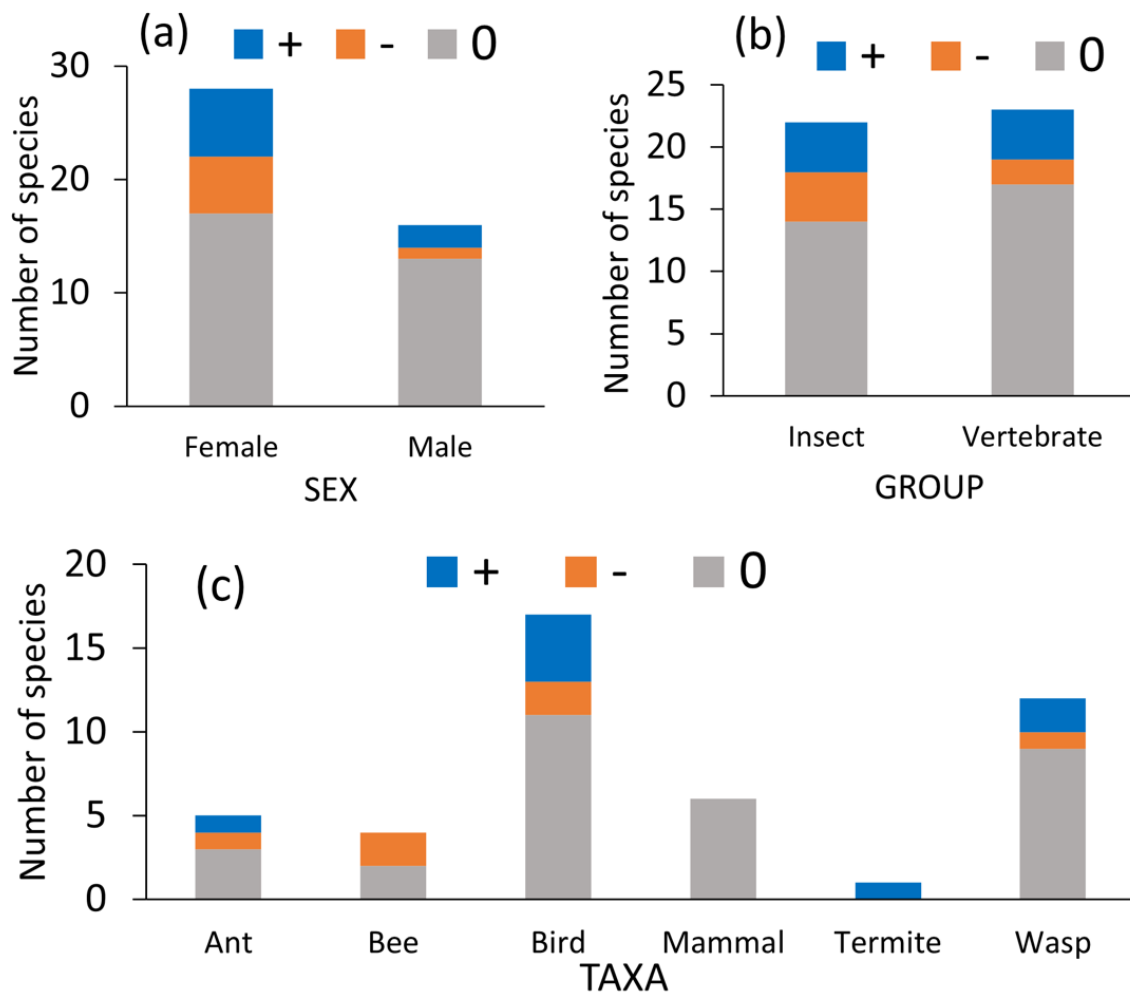 (a) + - 0
30
20
10
0
Number of species
Female Male
SEX
(b) + - 0
25
20
15
10
5
0
Numnber of species
Insect Vertebrate
GROUP
(c) + - 0
20
15
10
5
0
Number of species
Ant Bee Bird Mammal Termite Wasp
TAXA